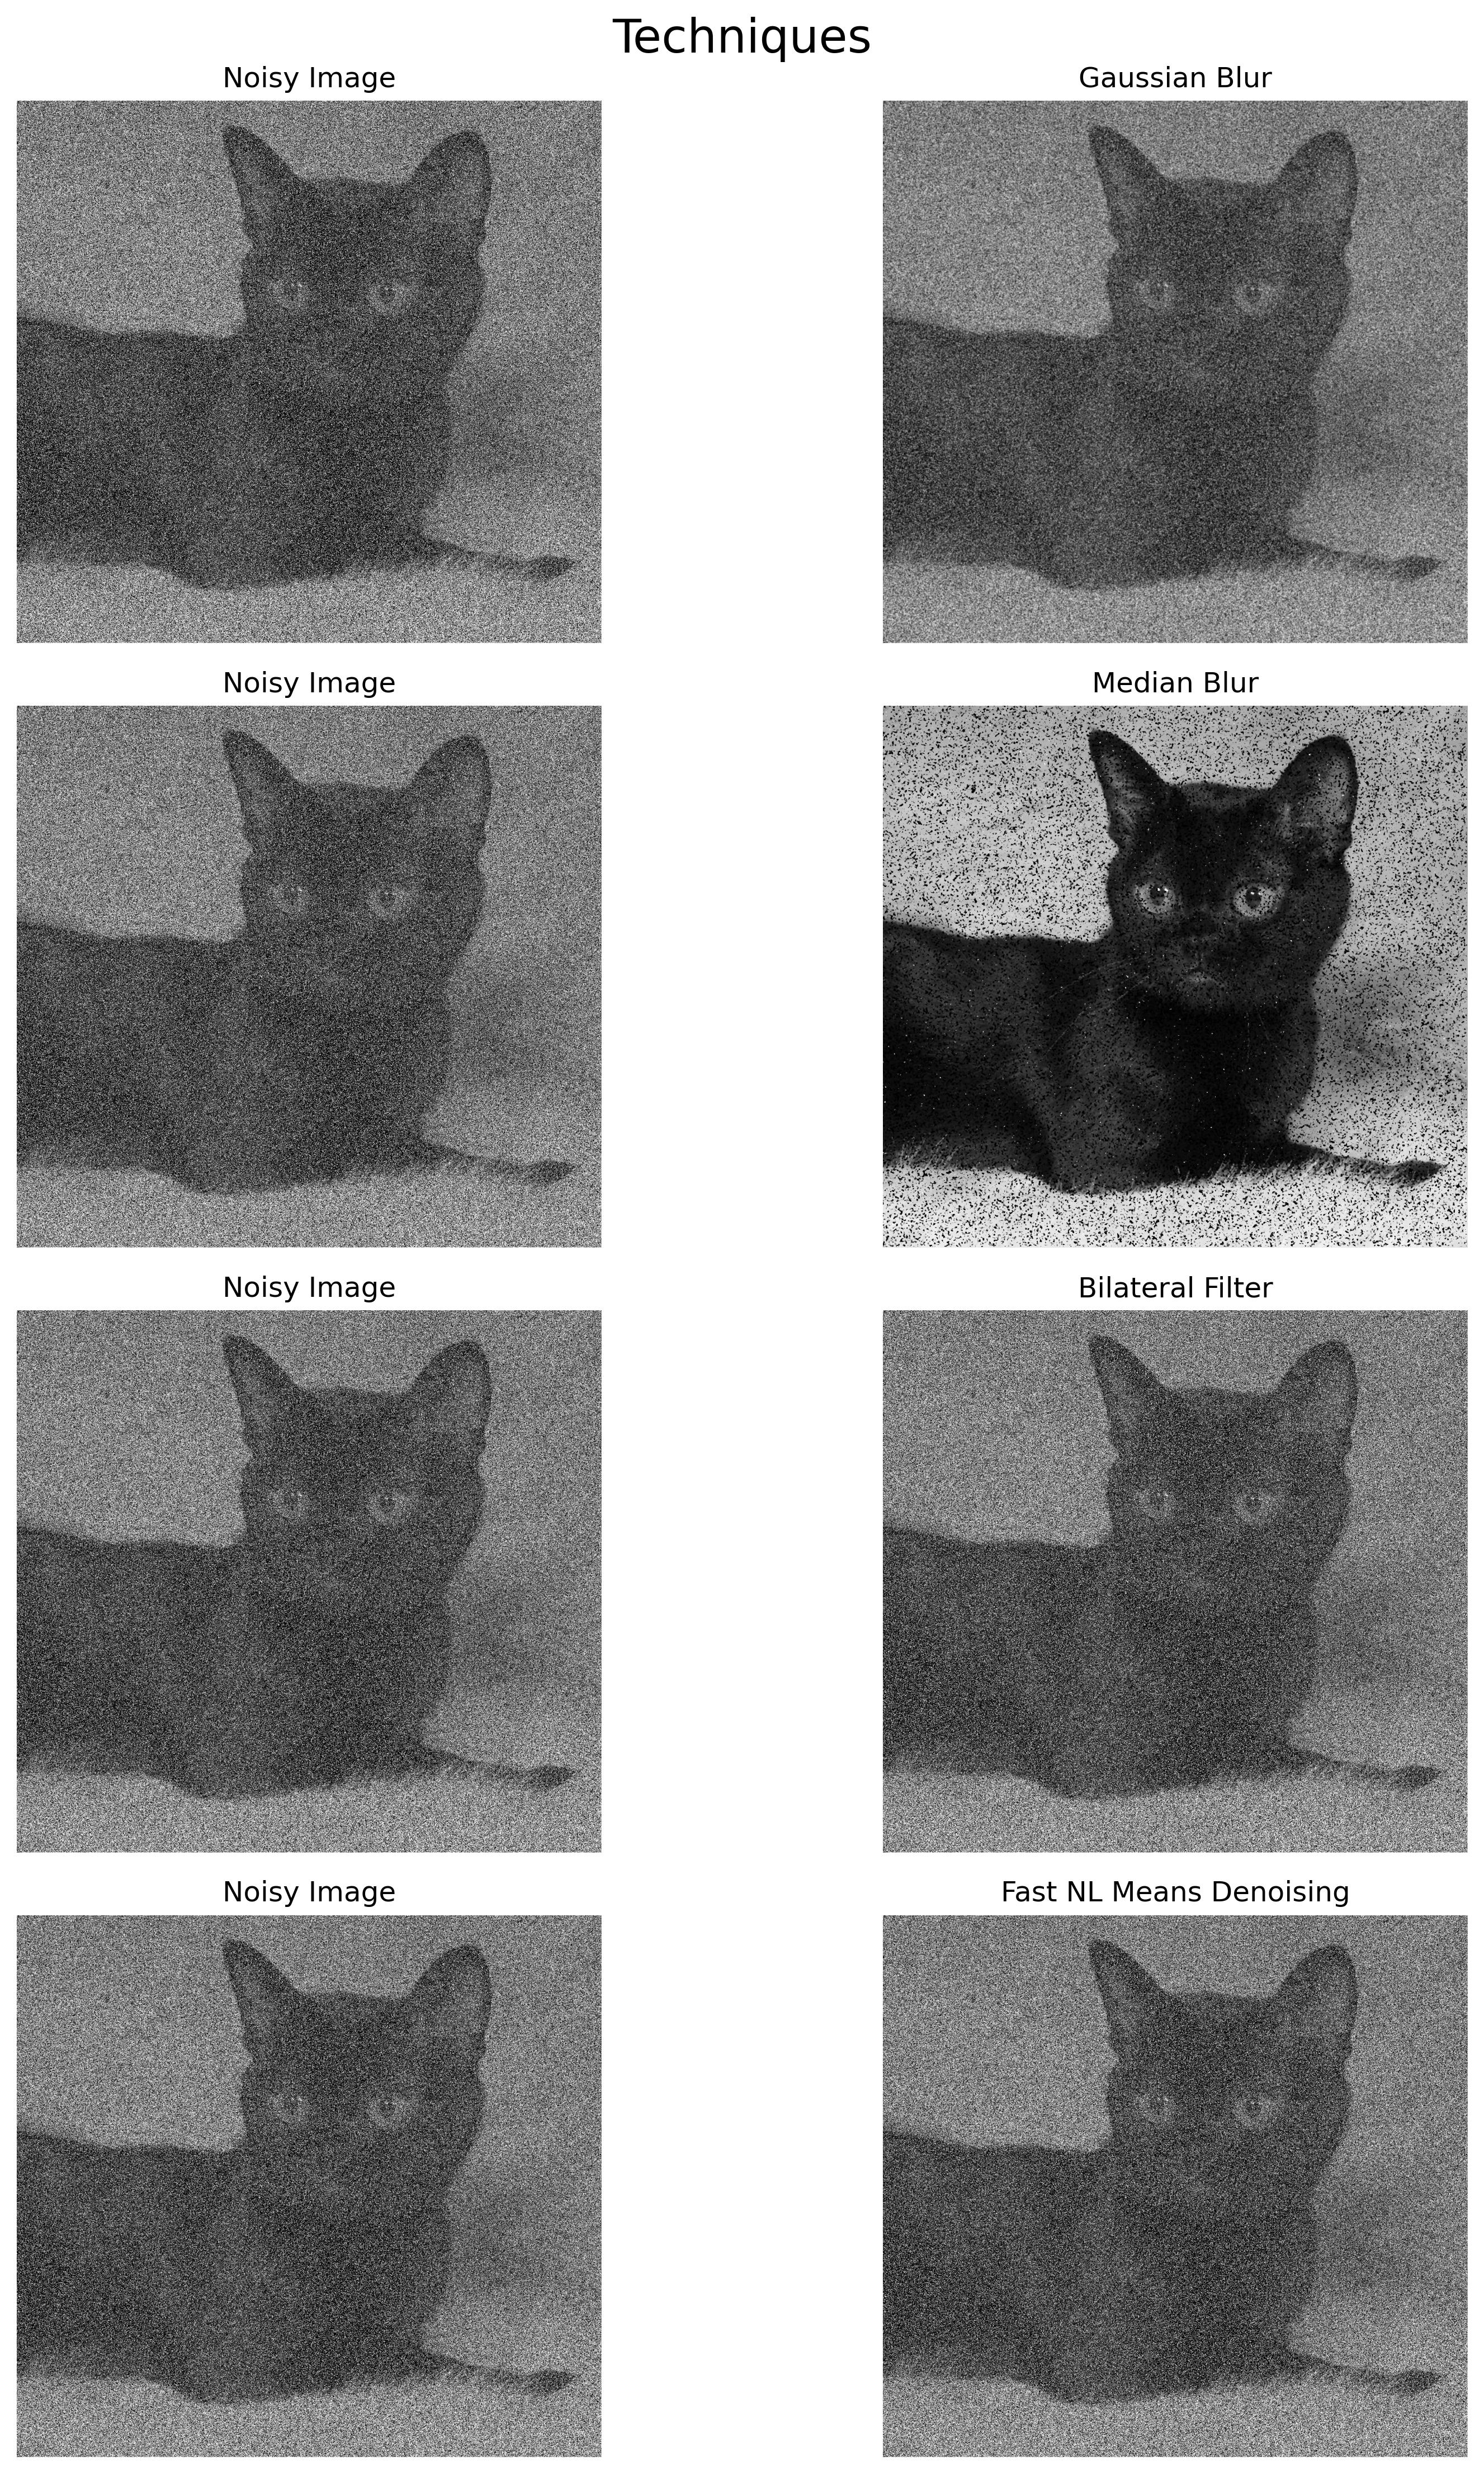 Techniques
Noisy Image
Gaussian Blur
Noisy Image
Median Blur
Noisy Image
Bilateral Filter
Noisy Image
Fast NL Means Denoising